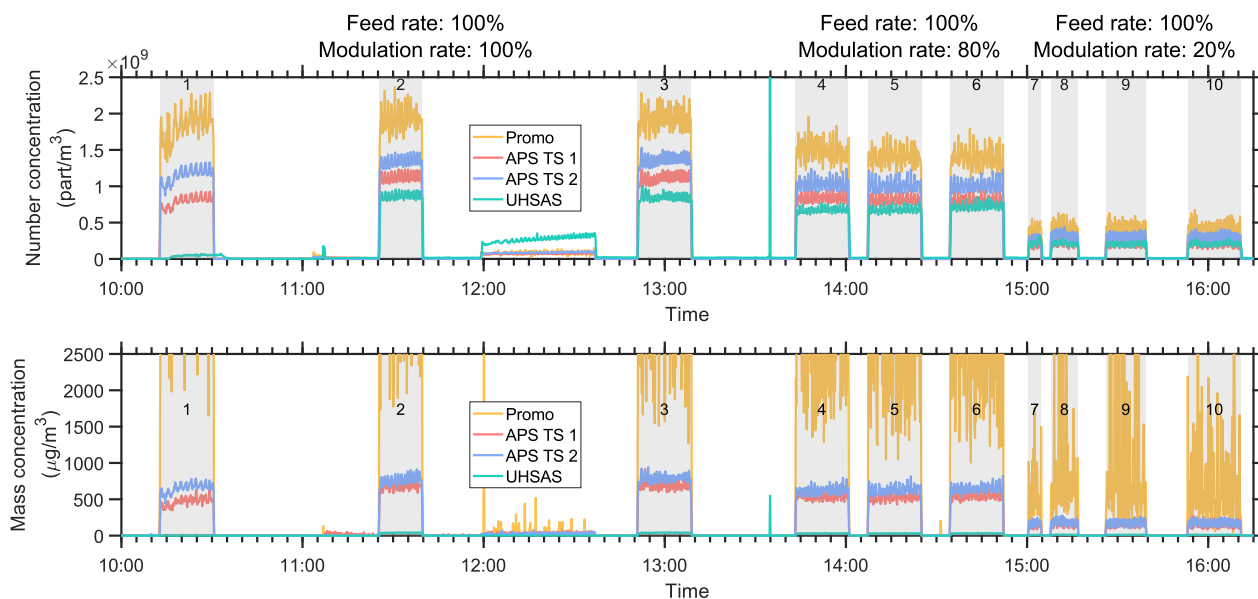 Feed rate: 100% Feed rate: 100% Feed rate: 100%
Modulation rate: 100% Modulation rate: 80% Modulation rate: 20%
×10⁹
Number concentration
(part/m³)
2.5
2
1.5
1
0.5
0
1 2 3 4 5 6 7 8 9 10
Promo
APS TS 1
APS TS 2
UHSAS
10:00 11:00 12:00 13:00 14:00 15:00 16:00
Time
Mass concentration
(μg/m³)
2500
2000
1500
1000
500
0
1 2 3 4 5 6 7 8 9 10
Promo
APS TS 1
APS TS 2
UHSAS
10:00 11:00 12:00 13:00 14:00 15:00 16:00
Time